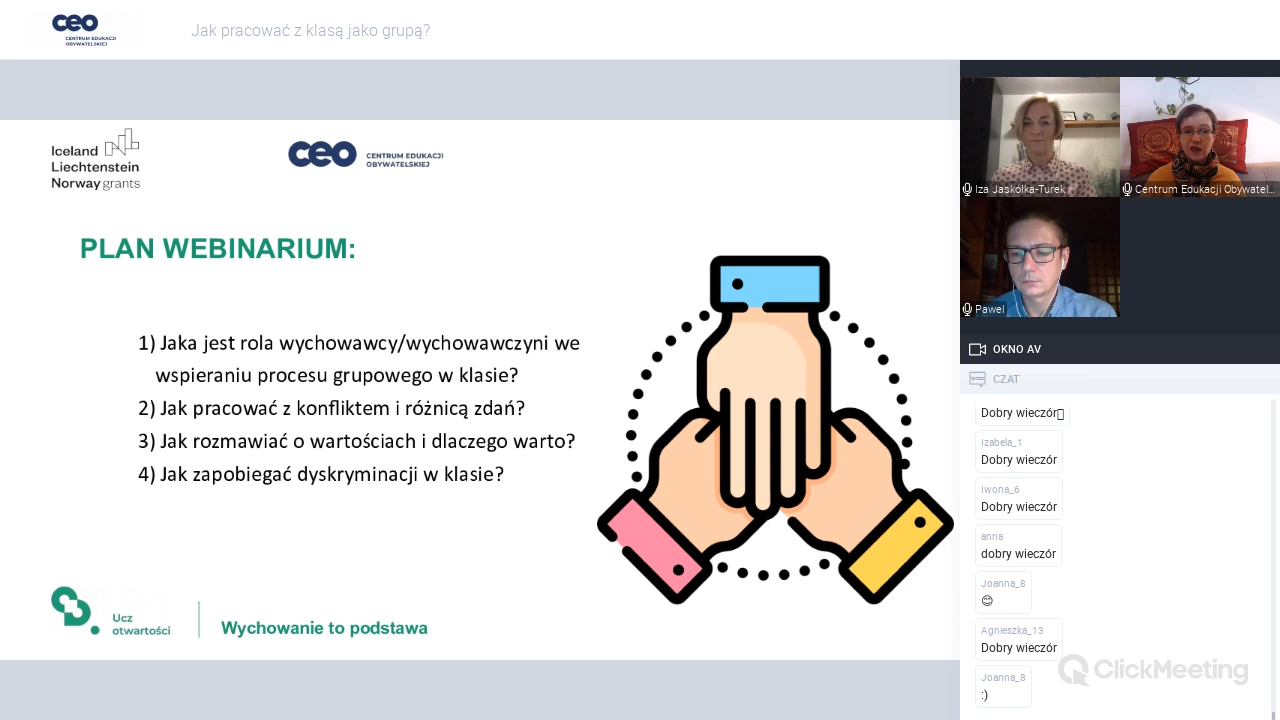 ceo
CENTRUM EDUKACJI
OBYWATELSKIEJ
Jak pracować z klasą jako grupą?
Iceland
Liechtenstein
Norway grants
ceo
CENTRUM EDUKACJI
OBYWATELSKIEJ
PLAN WEBINARIUM:
1) Jaka jest rola wychowawcy/wychowawczyni we
wspieraniu procesu grupowego w klasie?
2) Jak pracować z konfliktem i różnicą zdań?
3) Jak rozmawiać o wartościach i dlaczego warto?
4) Jak zapobiegać dyskryminacji w klasie?
Ucz
otwartości
Wychowanie to podstawa
Iza Jaskółka-Turek
Centrum Edukacji Obywatel...
Pawel
OKNO AV
CZAT
Dobry wieczór
izabela_1
Dobry wieczór
Iwona_6
Dobry wieczór
anna
dobry wieczór
Joanna_8
😊
Agnieszka_13
Dobry wieczór
Joanna_8
:)
ClickMeeting